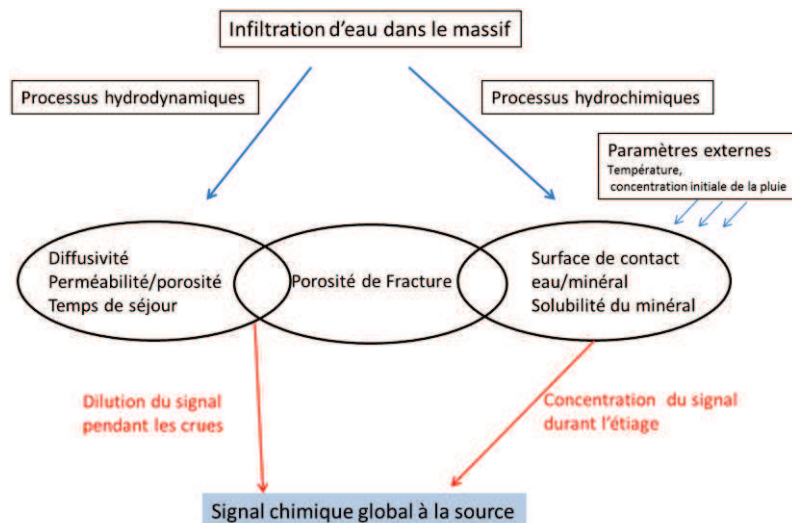 Infiltration d'eau dans le massif
Processus hydrodynamiques
Processus hydrochimiques
Paramètres externes
Température,
concentration initiale de la pluie
Diffusivité
Perméabilité/porosité
Temps de séjour
Porosité de Fracture
Surface de contact
eau/minéral
Solubilité du minéral
Dilution du signal
pendant les crues
Concentration du signal
durant l'étiage
Signal chimique global à la source